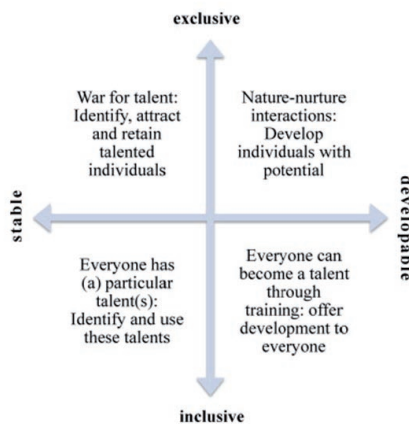 exclusive
War for talent:
Identify, attract
and retain
talented
individuals
Nature-nurture
interactions:
Develop
individuals with
potential
stable
developable
Everyone has
(a) particular
talent(s):
Identify and use
these talents
Everyone can
become a talent
through
training: offer
development to
everyone
inclusive